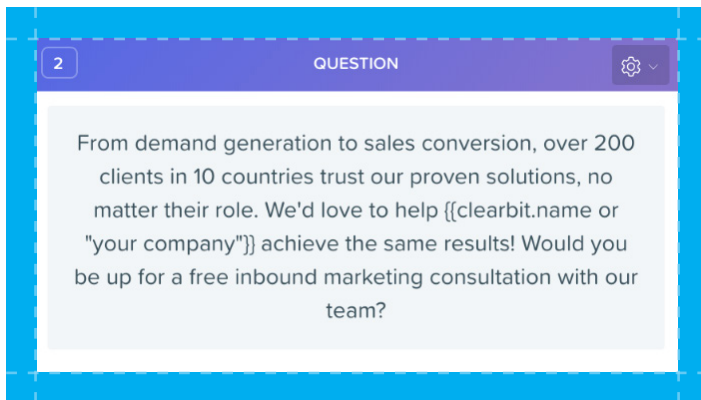 2
QUESTION
From demand generation to sales conversion, over 200
clients in 10 countries trust our proven solutions, no
matter their role. We'd love to help {{clearbit.name or
"your company"}} achieve the same results! Would you
be up for a free inbound marketing consultation with our
team?